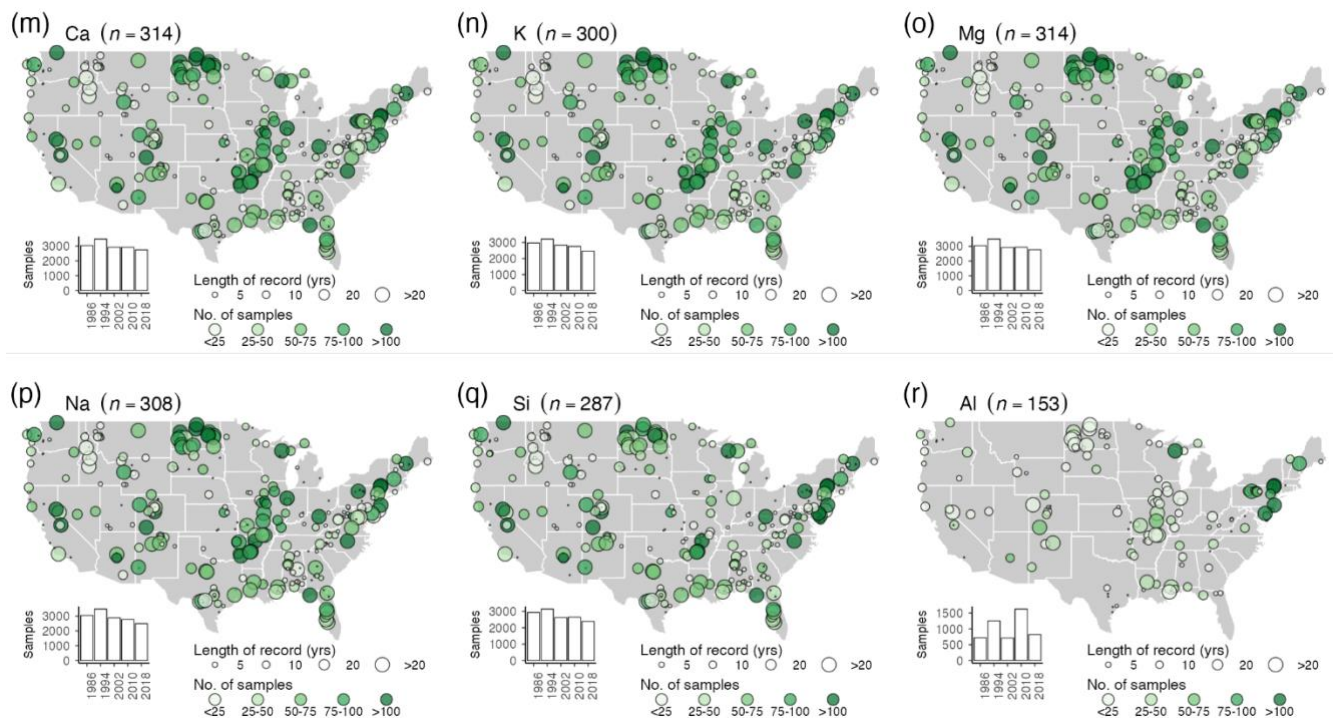 (m) Ca (n = 314)
(n) K (n = 300)
(o) Mg (n = 314)
Samples
3000
2000
1000
0
1986
1994
2002
2010
2018
Length of record (yrs)
5 10 20 >20
No. of samples
<25 25-50 50-75 75-100 >100
Samples
3000
2000
1000
0
1986
1994
2002
2010
2018
Length of record (yrs)
5 10 20 >20
No. of samples
<25 25-50 50-75 75-100 >100
Samples
3000
2000
1000
0
1986
1994
2002
2010
2018
Length of record (yrs)
5 10 20 >20
No. of samples
<25 25-50 50-75 75-100 >100
(p) Na (n = 308)
(q) Si (n = 287)
(r) Al (n = 153)
Samples
3000
2000
1000
0
1986
1994
2002
2010
2018
Length of record (yrs)
5 10 20 >20
No. of samples
<25 25-50 50-75 75-100 >100
Samples
3000
2000
1000
0
1986
1994
2002
2010
2018
Length of record (yrs)
5 10 20 >20
No. of samples
<25 25-50 50-75 75-100 >100
Samples
1500
1000
500
0
1986
1994
2002
2010
2018
Length of record (yrs)
5 10 20 >20
No. of samples
<25 25-50 50-75 75-100 >100